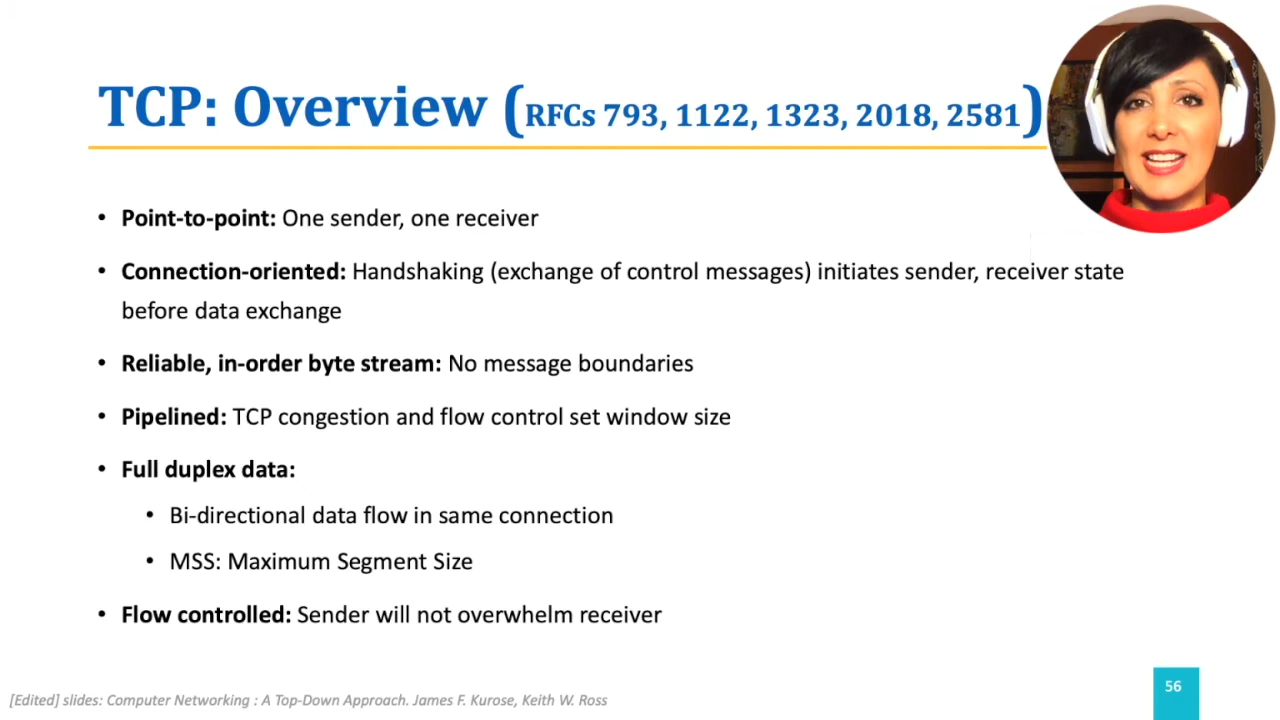 TCP: Overview (RFCs 793, 1122, 1323, 2018, 2581)
• Point-to-point: One sender, one receiver
• Connection-oriented: Handshaking (exchange of control messages) initiates sender, receiver state
before data exchange
• Reliable, in-order byte stream: No message boundaries
• Pipelined: TCP congestion and flow control set window size
• Full duplex data:
• Bi-directional data flow in same connection
• MSS: Maximum Segment Size
• Flow controlled: Sender will not overwhelm receiver
56
[Edited] slides: Computer Networking : A Top-Down Approach. James F. Kurose, Keith W. Ross